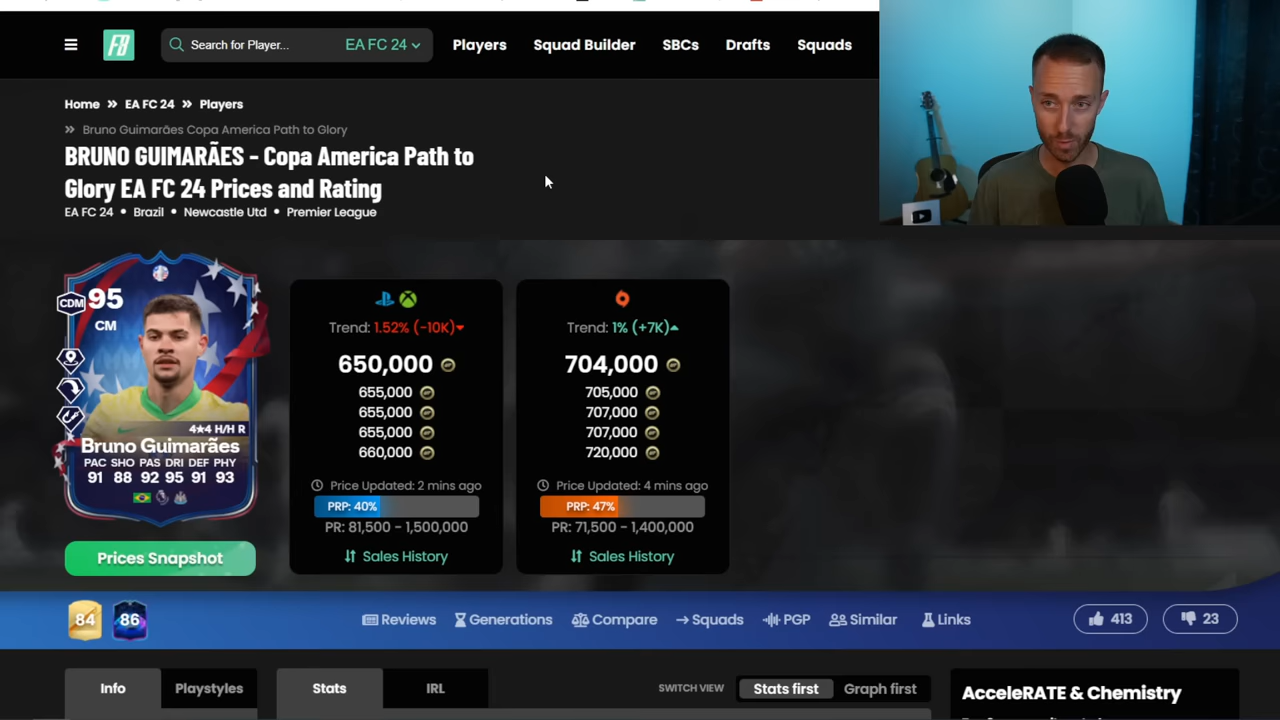 FB
Search for Player...
EA FC 24
Players
Squad Builder
SBCs
Drafts
Squads
Home » EA FC 24 » Players
» Bruno Guimarães Copa America Path to Glory
BRUNO GUIMARÃES - Copa America Path to
Glory EA FC 24 Prices and Rating
EA FC 24 • Brazil • Newcastle Utd • Premier League
CDM 95
CM
4★4 H/H R
Bruno Guimarães
PAC SHO PAS DRI DEF PHY
91 88 92 95 91 93
Prices Snapshot
Trend: 1.52% (-10K)
650,000
655,000
655,000
655,000
660,000
Price Updated: 2 mins ago
PRP: 40%
PR: 81,500 - 1,500,000
Sales History
Trend: 1% (+7K)
704,000
705,000
707,000
707,000
720,000
Price Updated: 4 mins ago
PRP: 47%
PR: 71,500 - 1,400,000
Sales History
84
86
Reviews
Generations
Compare
Squads
PGP
Similar
Links
413
23
Info
Playstyles
Stats
IRL
SWITCH VIEW
Stats first
Graph first
AcceleRATE & Chemistry